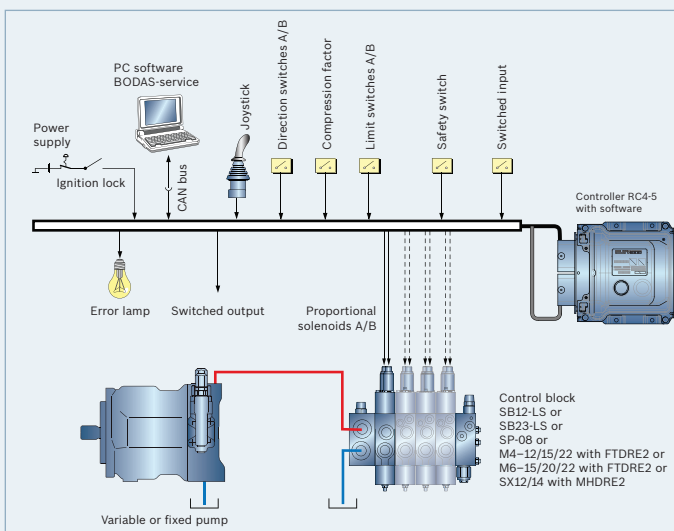 PC software
BODAS-service
Joystick
Direction switches A/B
Compression factor
Limit switches A/B
Safety switch
Switched input
Power
supply
Ignition lock
CAN bus
Controller RC4-5
with software
Error lamp
Switched output
Proportional
solenoids A/B
Control block
SB12-LS or
SB23-LS or
SP-08 or
M4–12/15/22 with FTDRE2 or
M6–15/20/22 with FTDRE2 or
SX12/14 with MHDRE2
Variable or fixed pump